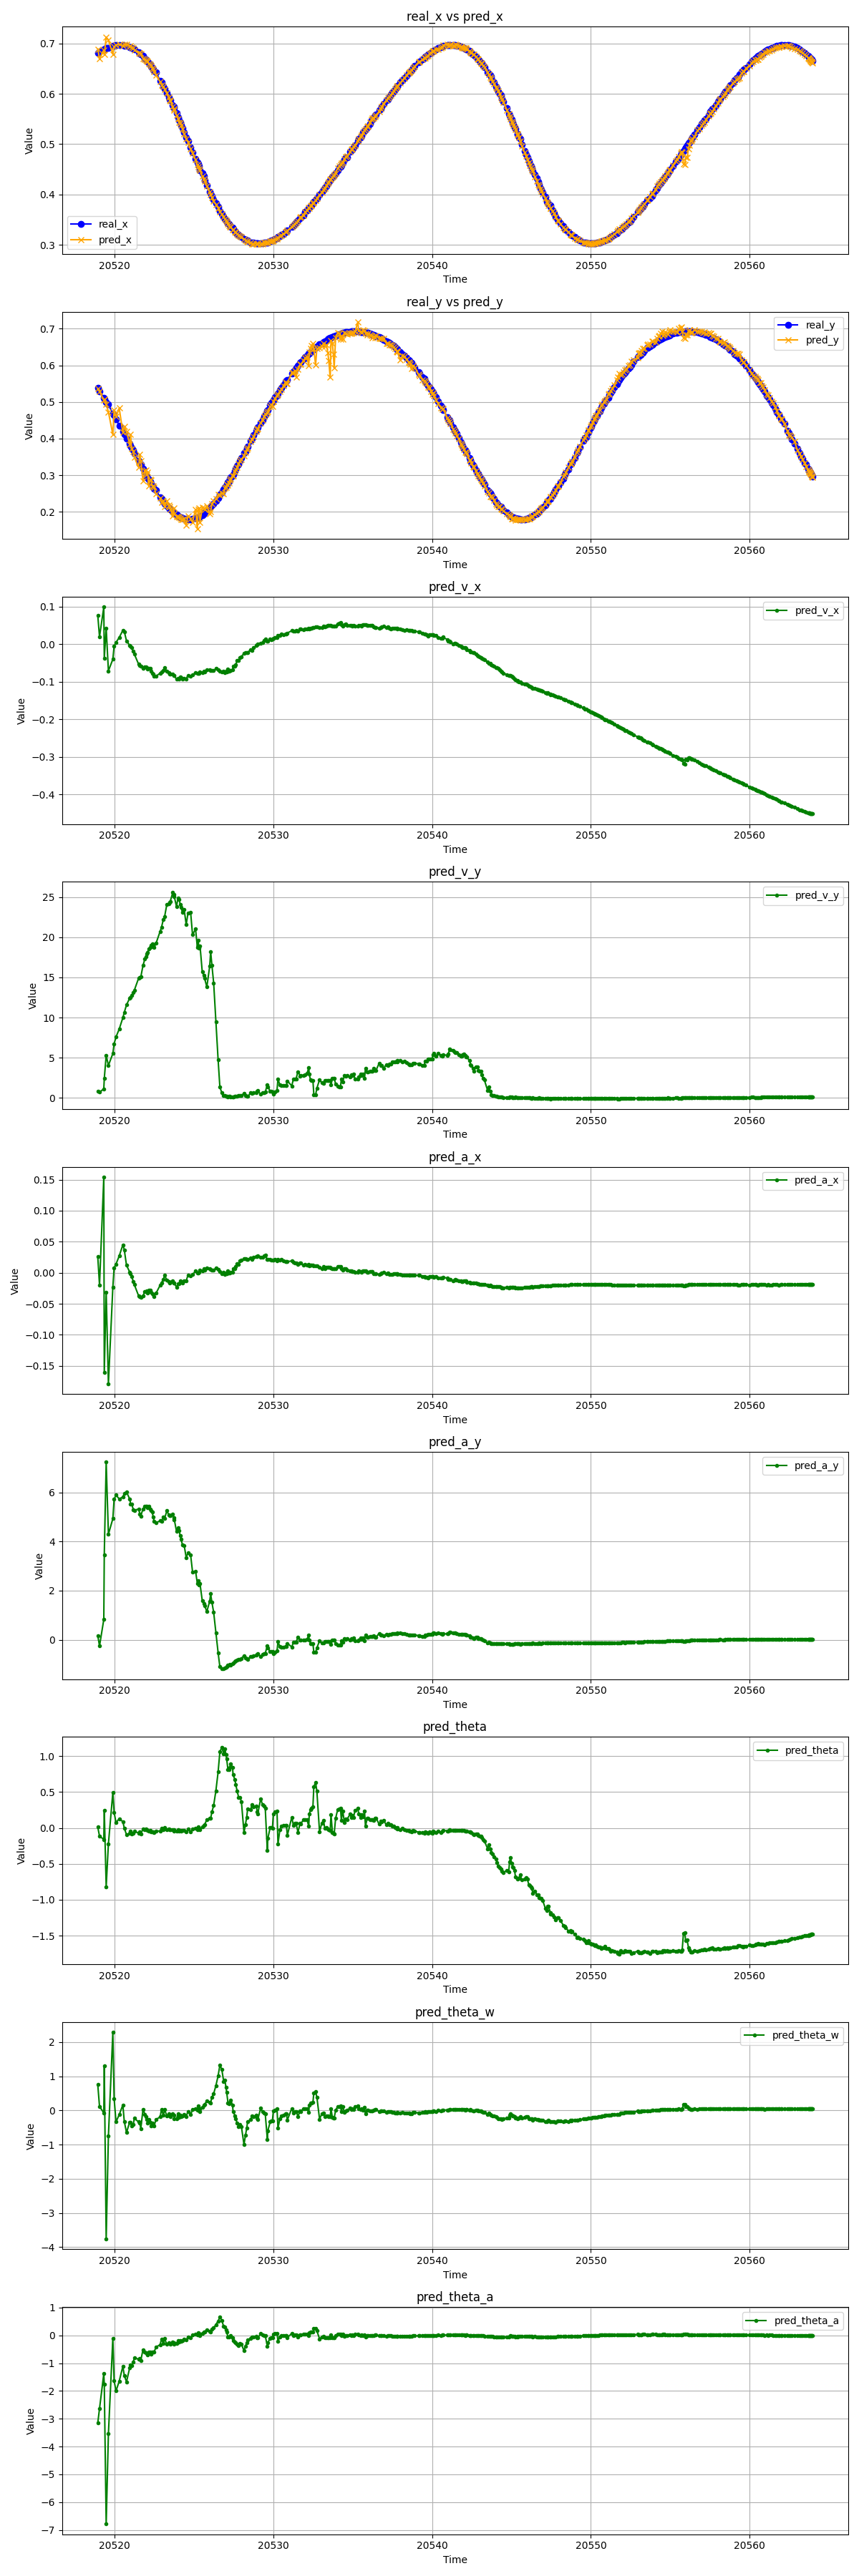 real_x vs pred_x
0.7
0.6
0.5
0.4
0.3
Value
real_x
pred_x
20520 20530 20540 20550 20560
Time
real_y vs pred_y
0.7
0.6
0.5
0.4
0.3
0.2
Value
real_y
pred_y
20520 20530 20540 20550 20560
Time
pred_v_x
0.1
0.0
−0.1
−0.2
−0.3
−0.4
Value
pred_v_x
20520 20530 20540 20550 20560
Time
pred_v_y
25
20
15
10
5
0
Value
pred_v_y
20520 20530 20540 20550 20560
Time
pred_a_x
0.15
0.10
0.05
0.00
−0.05
−0.10
−0.15
Value
pred_a_x
20520 20530 20540 20550 20560
Time
pred_a_y
6
4
2
0
Value
pred_a_y
20520 20530 20540 20550 20560
Time
pred_theta
1.0
0.5
0.0
−0.5
−1.0
−1.5
Value
pred_theta
20520 20530 20540 20550 20560
Time
pred_theta_w
2
1
0
−1
−2
−3
−4
Value
pred_theta_w
20520 20530 20540 20550 20560
Time
pred_theta_a
1
0
−1
−2
−3
−4
−5
−6
−7
Value
pred_theta_a
20520 20530 20540 20550 20560
Time